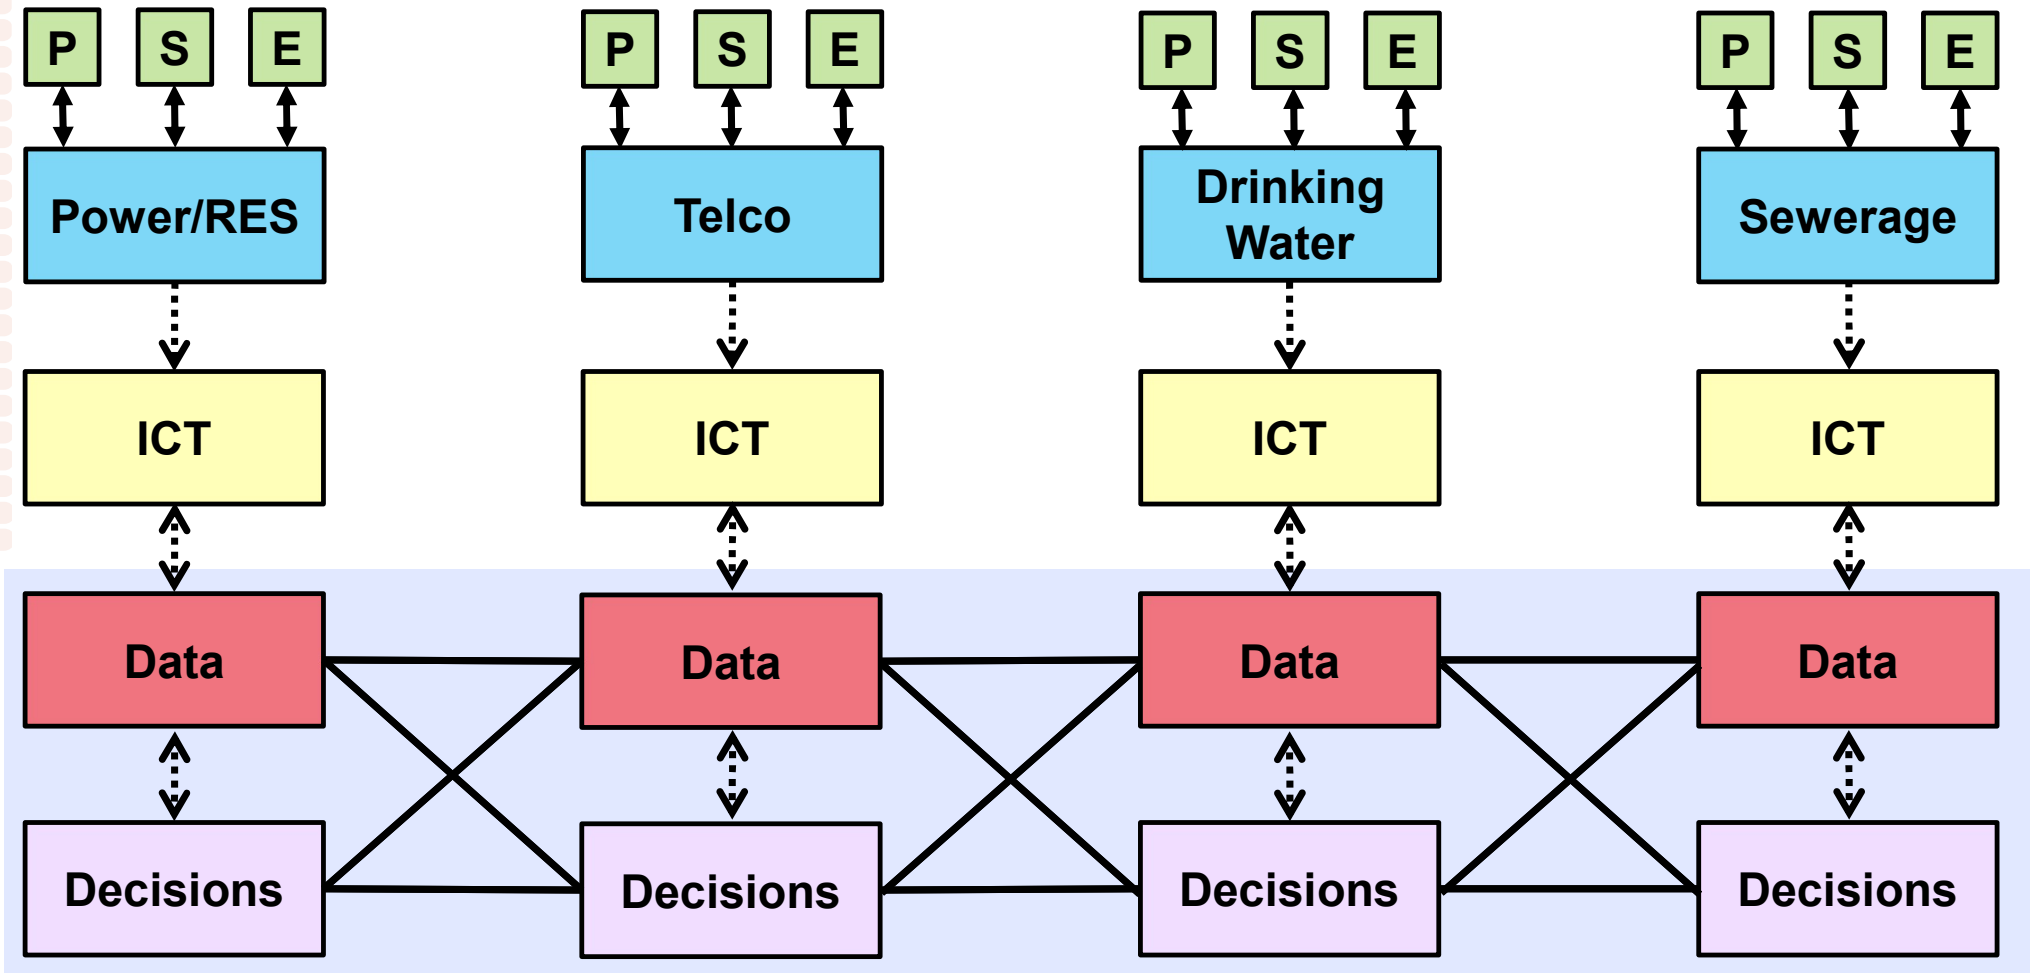 P S E P S E P S E P S E
Power/RES Telco Drinking Water Sewerage
ICT ICT ICT ICT
Data Data Data Data
Decisions Decisions Decisions Decisions